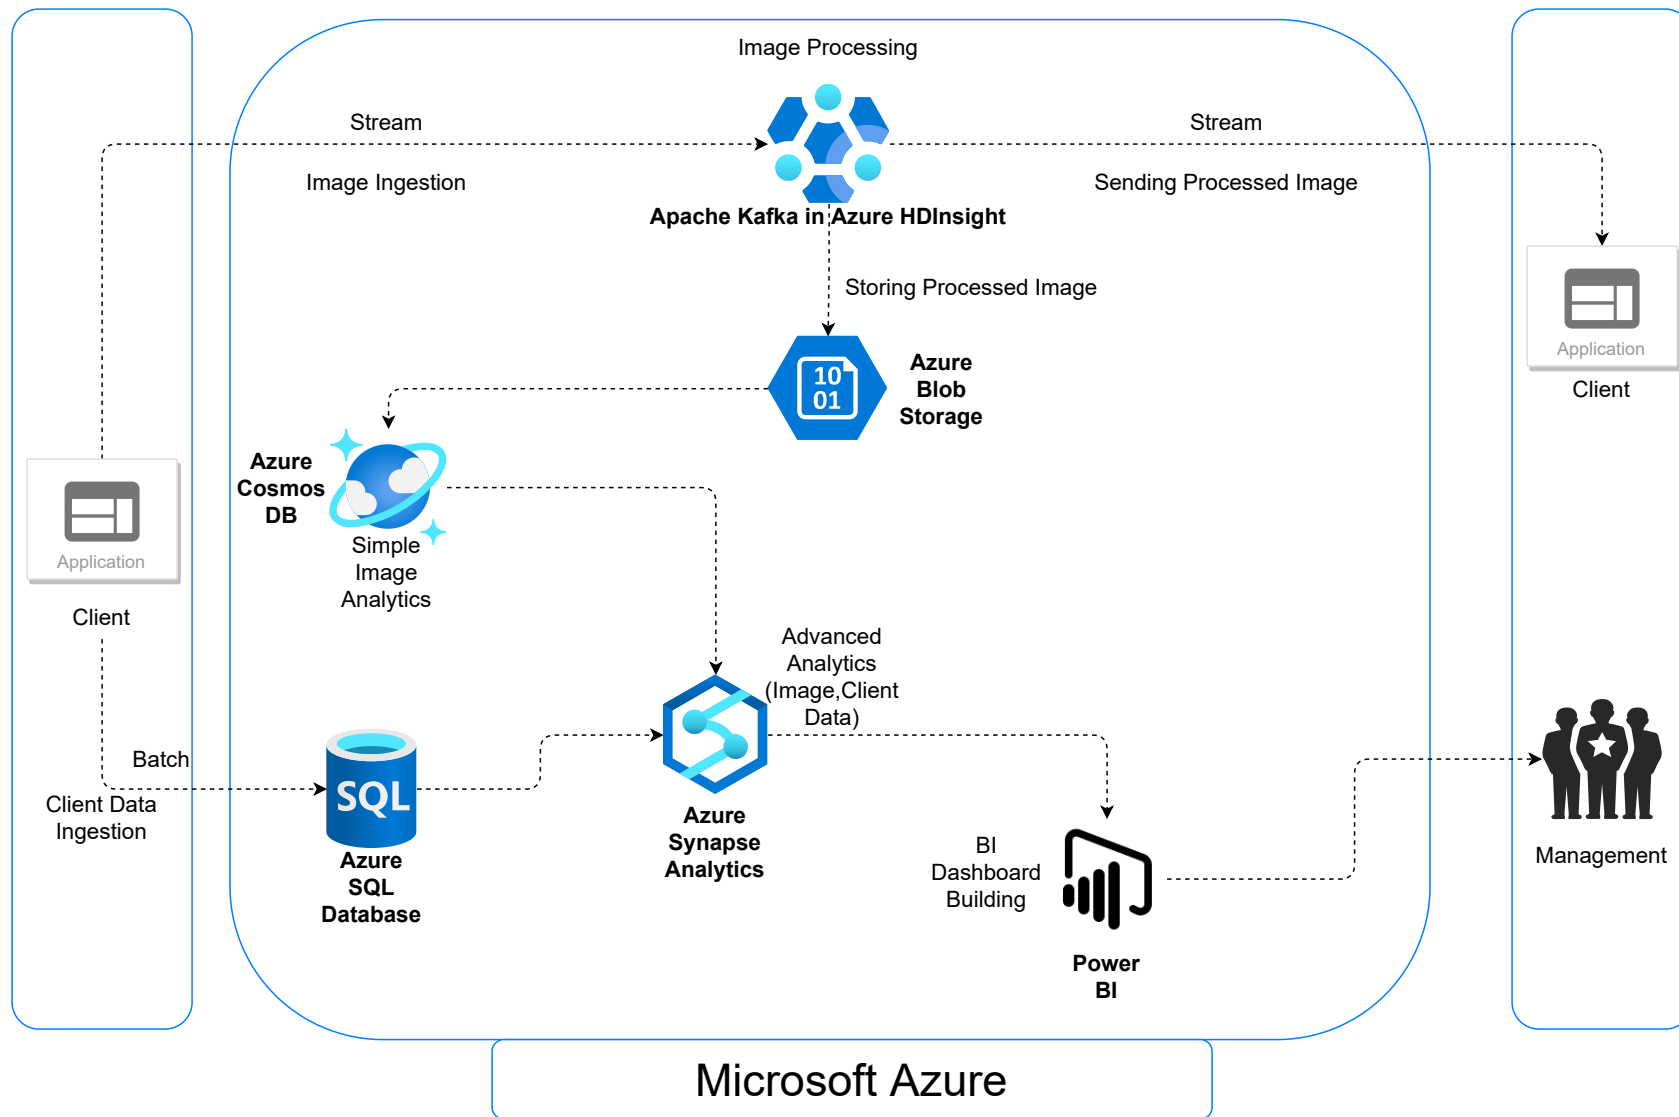 Image Processing
Stream
Stream
Image Ingestion
Sending Processed Image
Apache Kafka in Azure HDInsight
Storing Processed Image
10
01
Azure
Blob
Storage
Application
Client
Azure
Cosmos
DB
Simple
Image
Analytics
Application
Client
Advanced
Analytics
(Image,Client
Data)
Batch
Client Data
Ingestion
SQL
Azure
SQL
Database
Azure
Synapse
Analytics
BI
Dashboard
Building
Power
BI
Management
Microsoft Azure